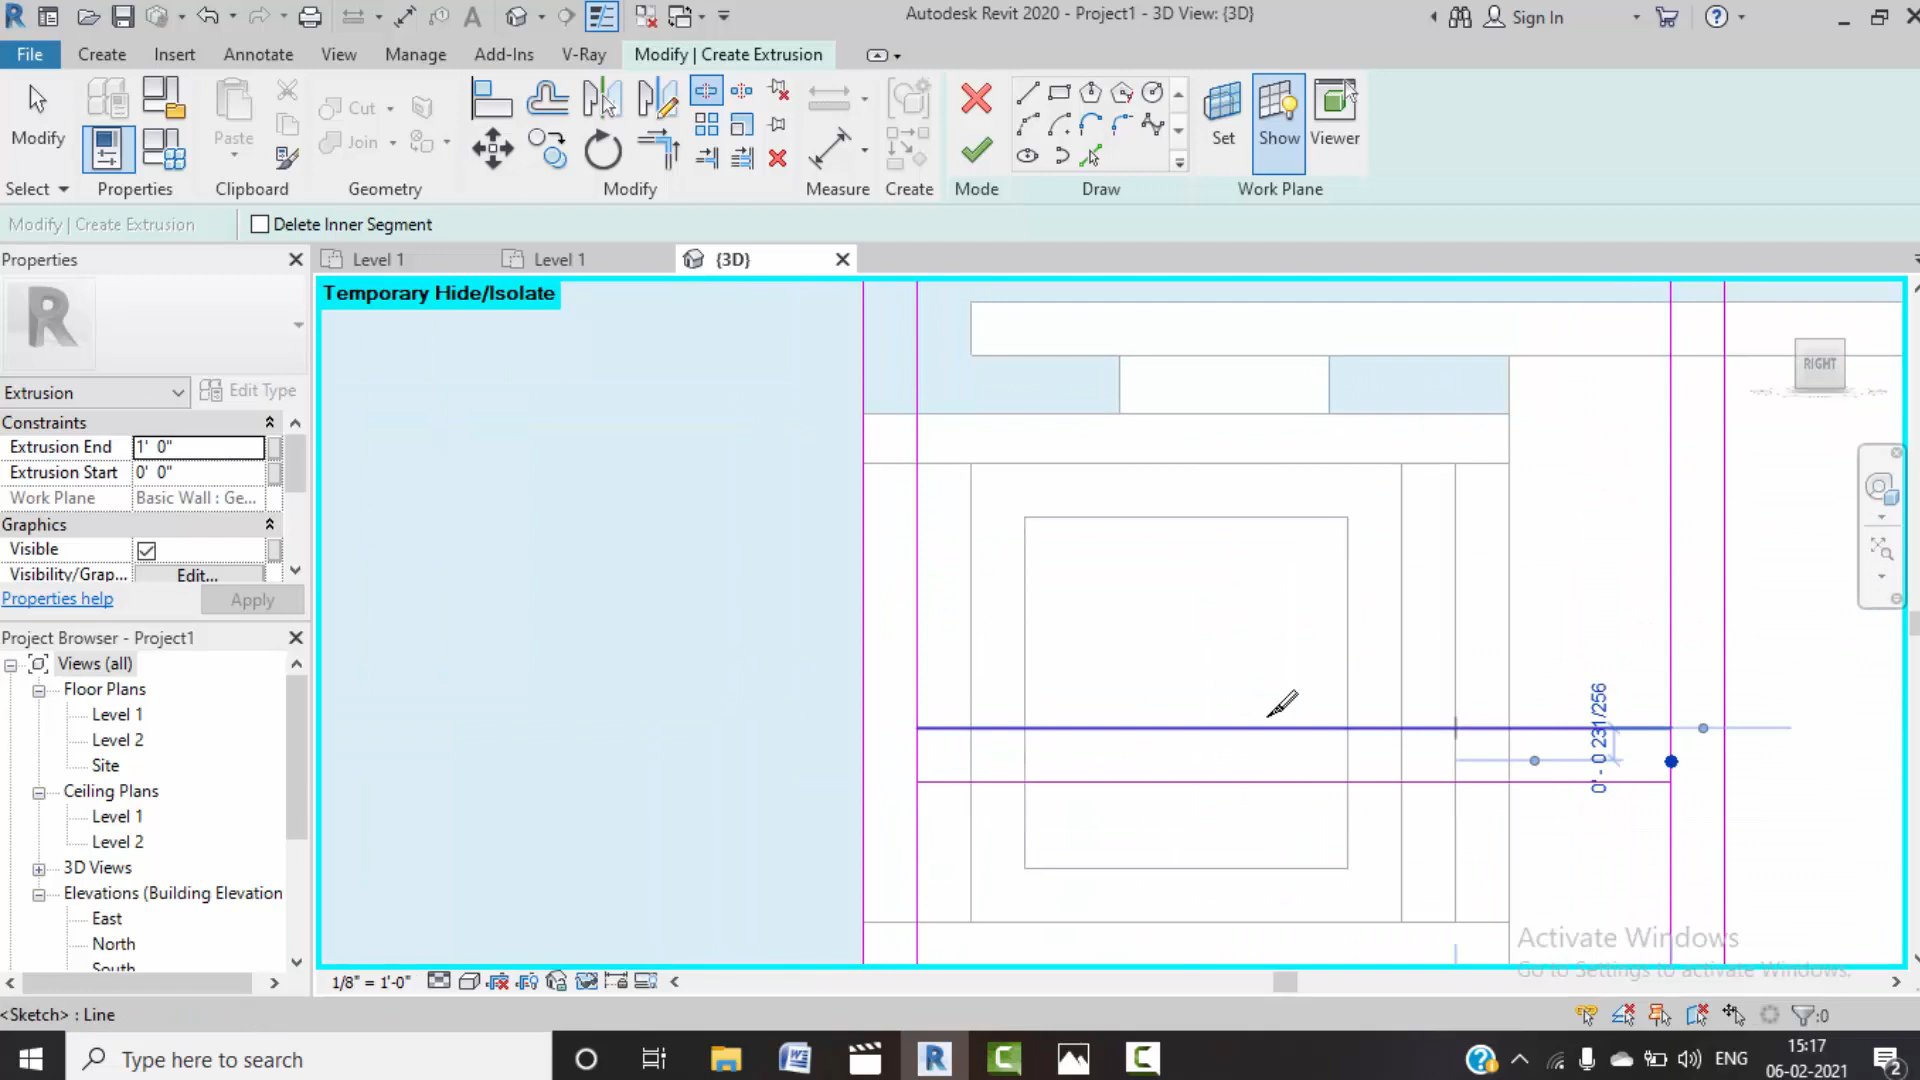 Autodesk Revit 2020 - Project1 - 3D View: {3D}
Sign In
File Create Insert Annotate View Manage Add-Ins V-Ray Modify | Create Extrusion
Modify
Paste
Cut
Join
Set Show Viewer
Select Properties Clipboard Geometry Modify Measure Create Mode Draw Work Plane
Modify | Create Extrusion Delete Inner Segment
Properties
Level 1 Level 1 {3D}
Temporary Hide/Isolate
RIGHT
R
Extrusion Edit Type
Constraints
Extrusion End 1' 0"
Extrusion Start 0' 0"
Work Plane Basic Wall : Ge...
Graphics
Visible
Visibility/Grap... Edit...
Properties help Apply
Project Browser - Project1
Views (all)
Floor Plans
Level 1
Level 2
Site
Ceiling Plans
Level 1
Level 2
3D Views
Elevations (Building Elevation
East
North
South
0' - 0 231/256
Activate Windows
Go to Settings to activate Windows.
1/8" = 1'-0"
<Sketch> : Line
:0
Type here to search
ENG
15:17
06-02-2021
2